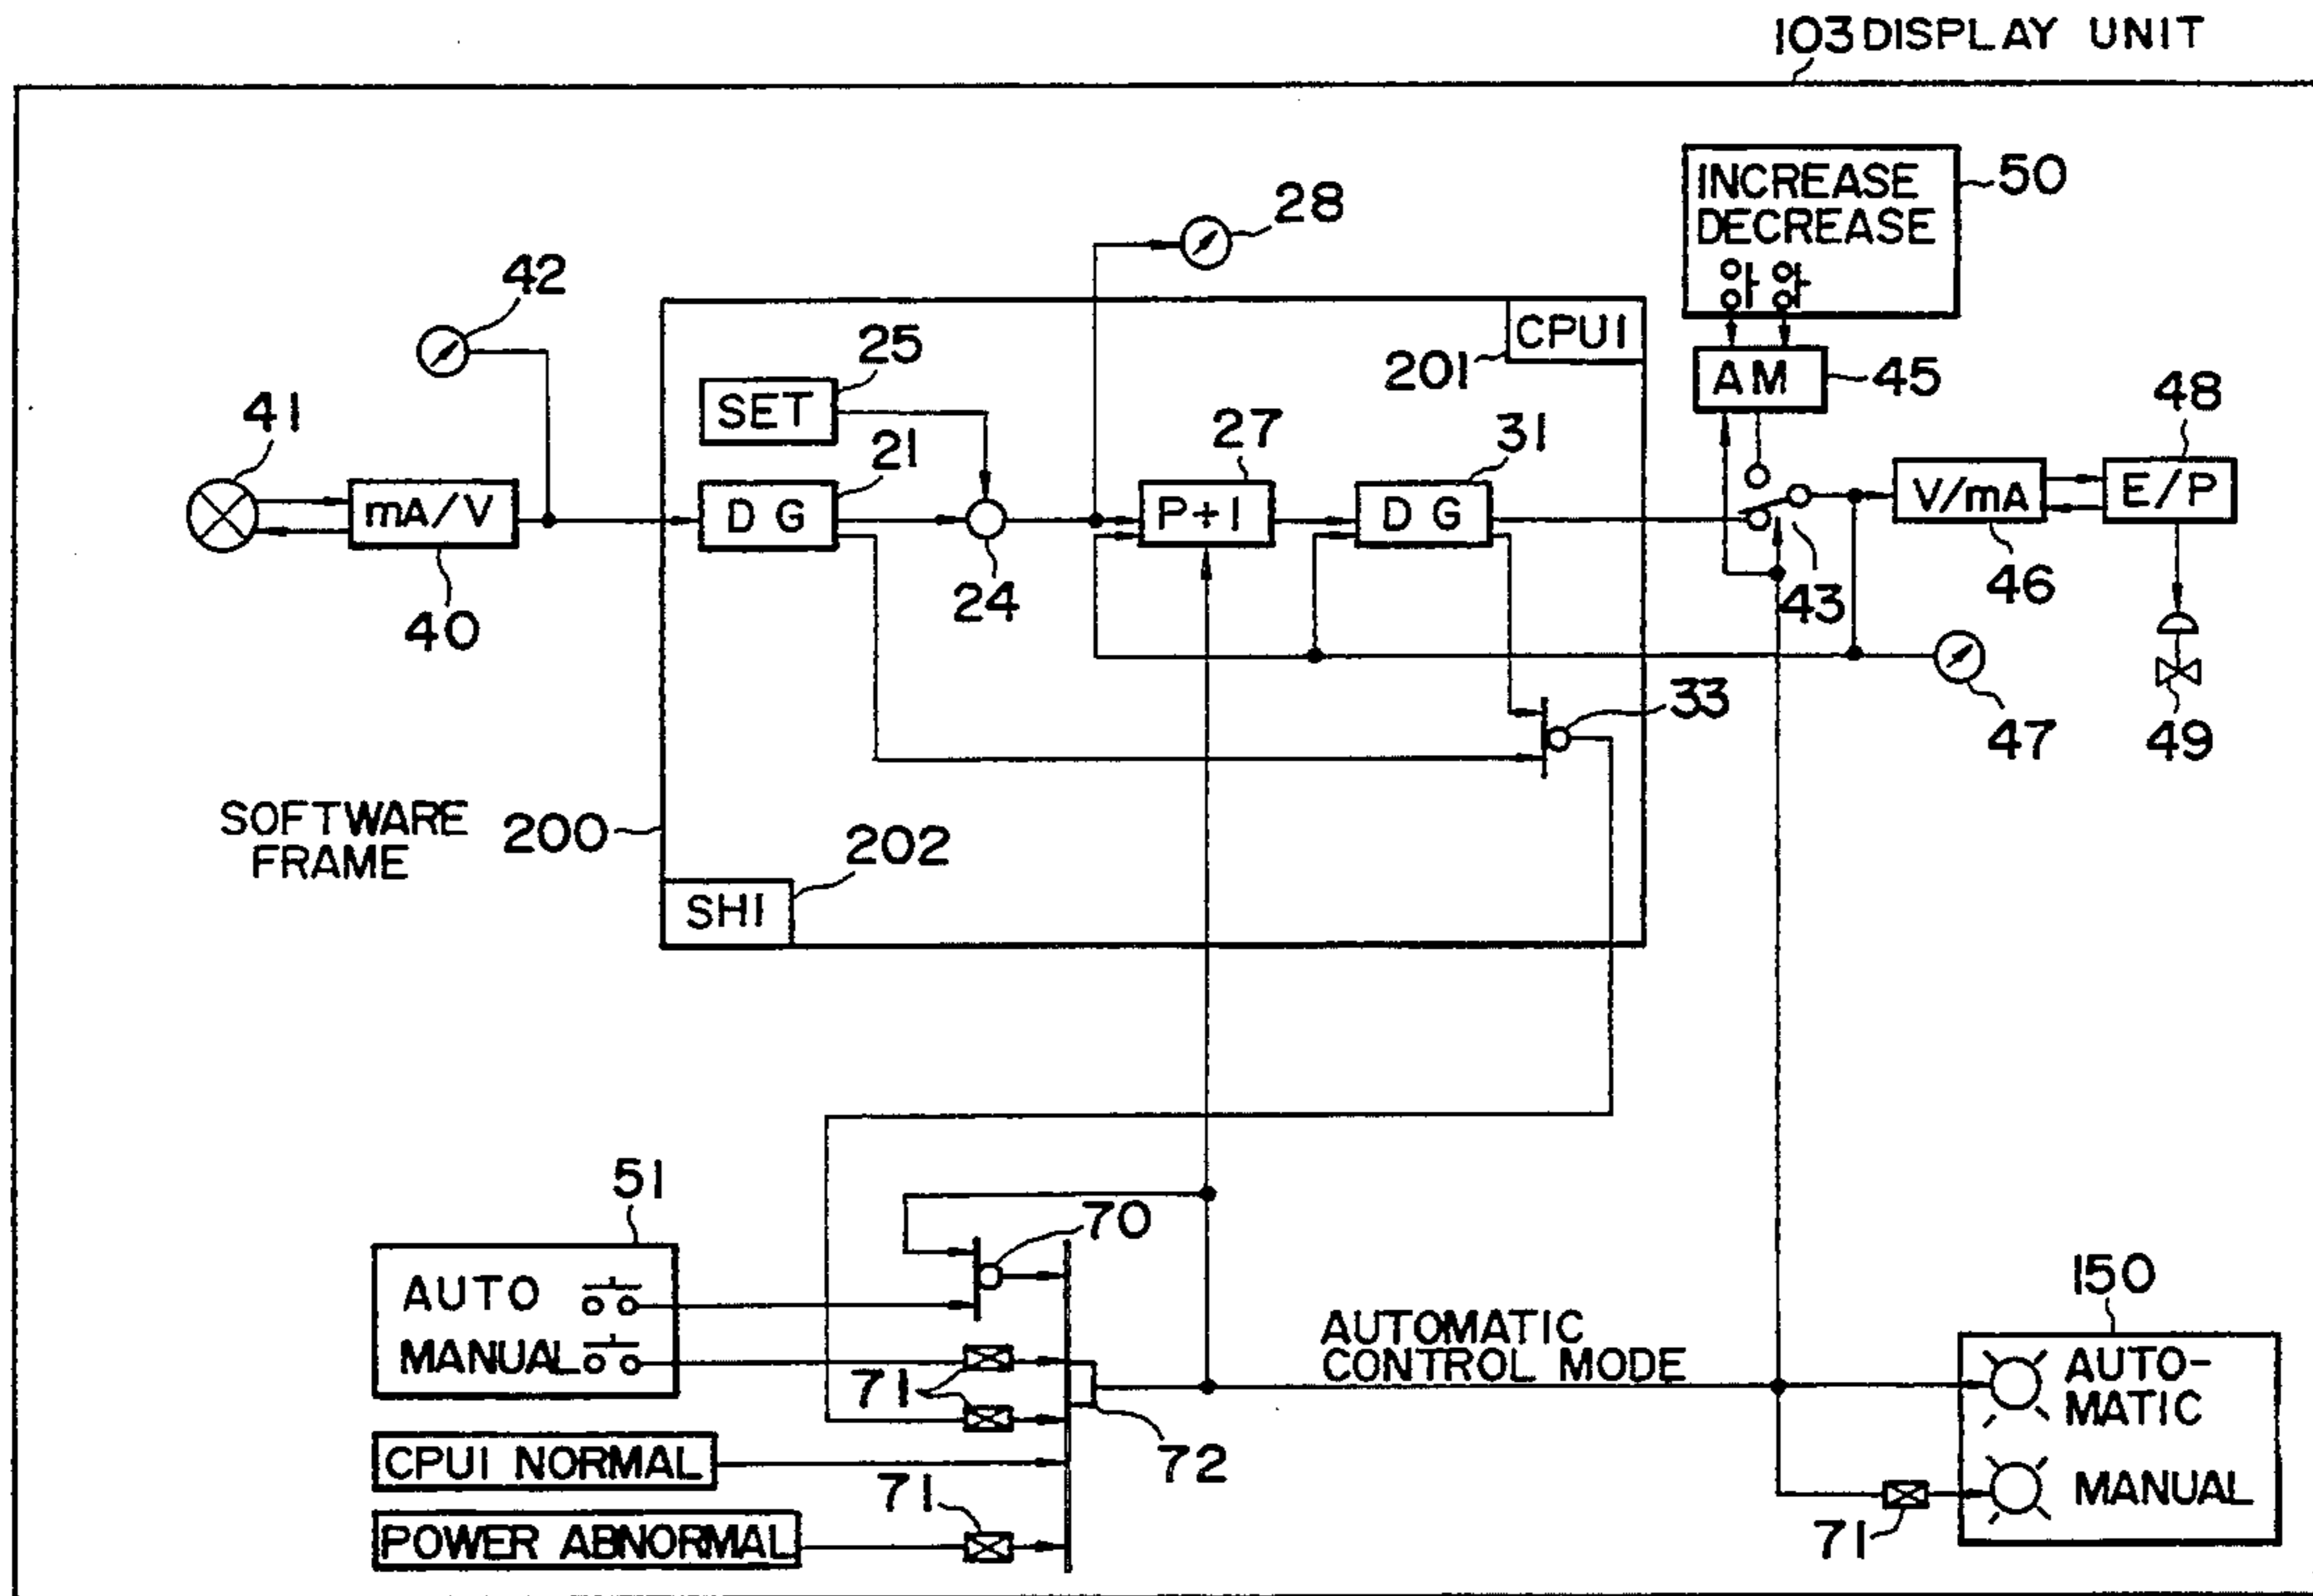 103 DISPLAY UNIT
INCREASE
DECREASE
50
28
42
25
SET
CPU1
201
AM
45
48
41
21
27
31
mA/V
DG
P+I
DG
V/mA
E/P
40
24
43
46
33
47
49
SOFTWARE
FRAME
200
202
SH1
51
70
AUTO
MANUAL
71
AUTOMATIC
CONTROL MODE
150
AUTO-
MATIC
MANUAL
CPU1 NORMAL
72
71
POWER ABNORMAL
71